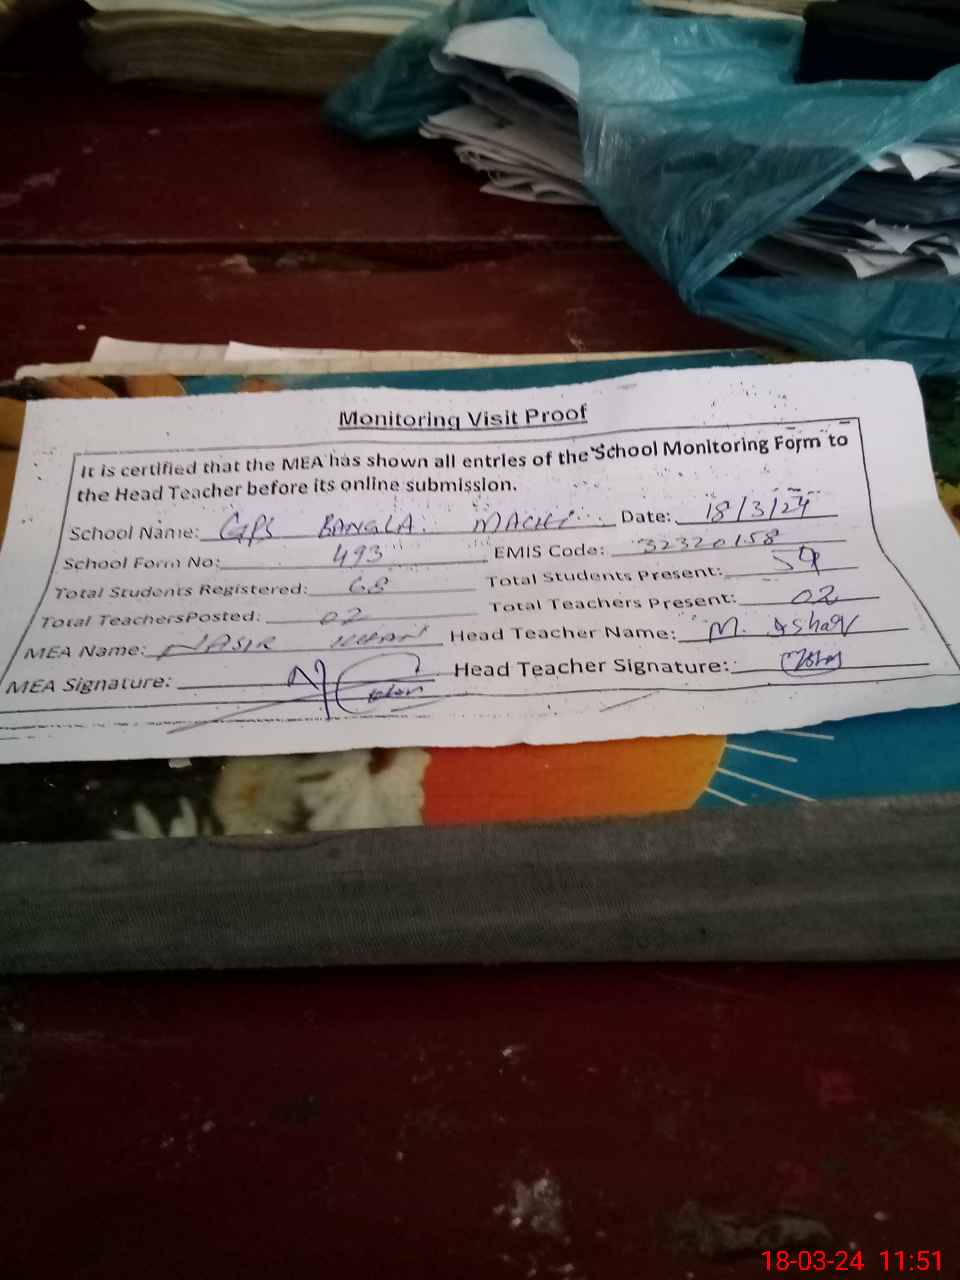 Monitoring Visit Proof
It is certified that the MEA has shown all entries of the School Monitoring Form to
the Head Teacher before its online submission.
School Name: GPS BANGLA MACHI Date: 18/3/24
School Form No: 493 EMIS Code: 32320158
Total Students Registered: 68 Total Students Present: 59
Total TeachersPosted: 02 Total Teachers Present: 02
MEA Name: NASIR KHAN Head Teacher Name: M. Ashraf
MEA Signature: Head Teacher Signature:
18-03-24 11:51